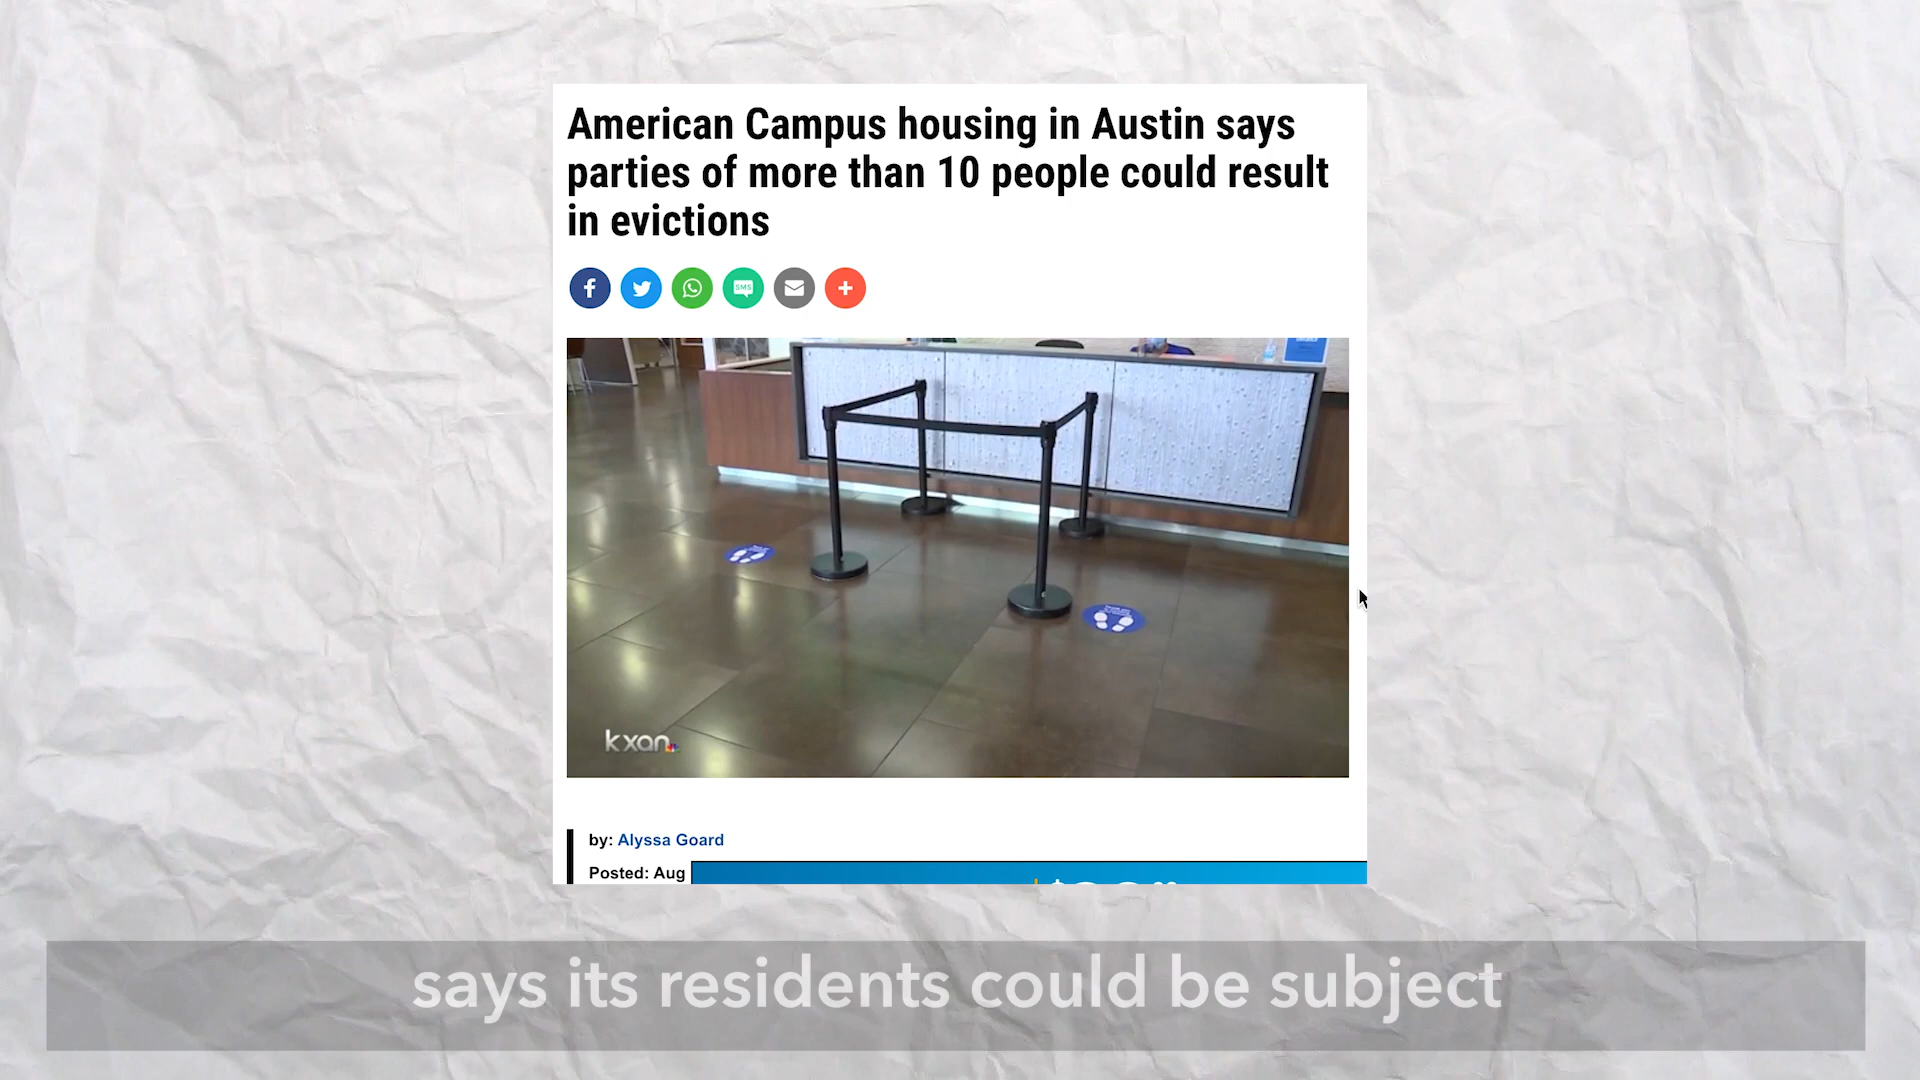 American Campus housing in Austin says
parties of more than 10 people could result
in evictions
SMS
kxan
by: Alyssa Goard
Posted: Aug
says its residents could be subject